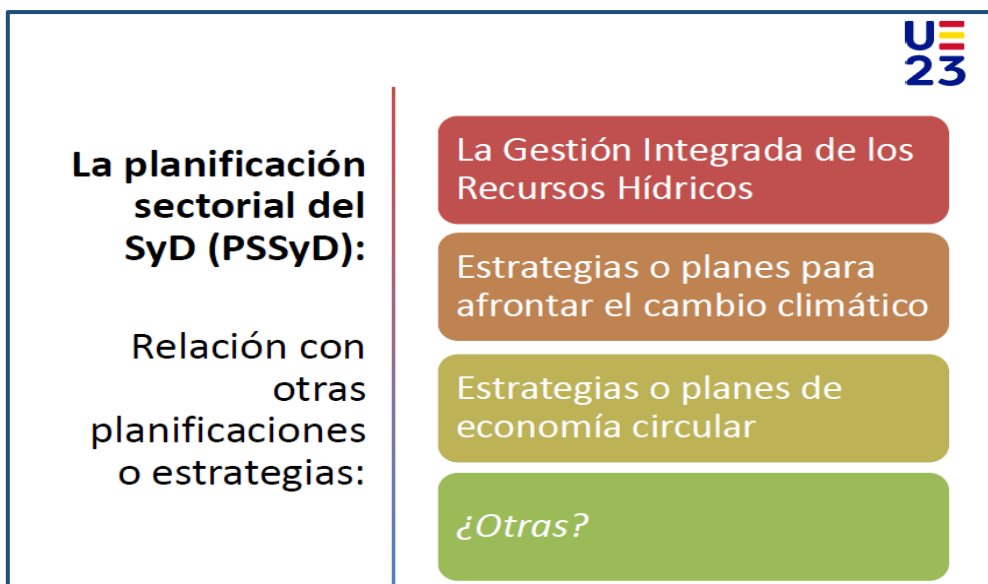 UE
23
La planificación
sectorial del
SyD (PSSyD):
Relación con
otras
planificaciones
o estrategias:
La Gestión Integrada de los
Recursos Hídricos
Estrategias o planes para
afrontar el cambio climático
Estrategias o planes de
economía circular
¿Otras?